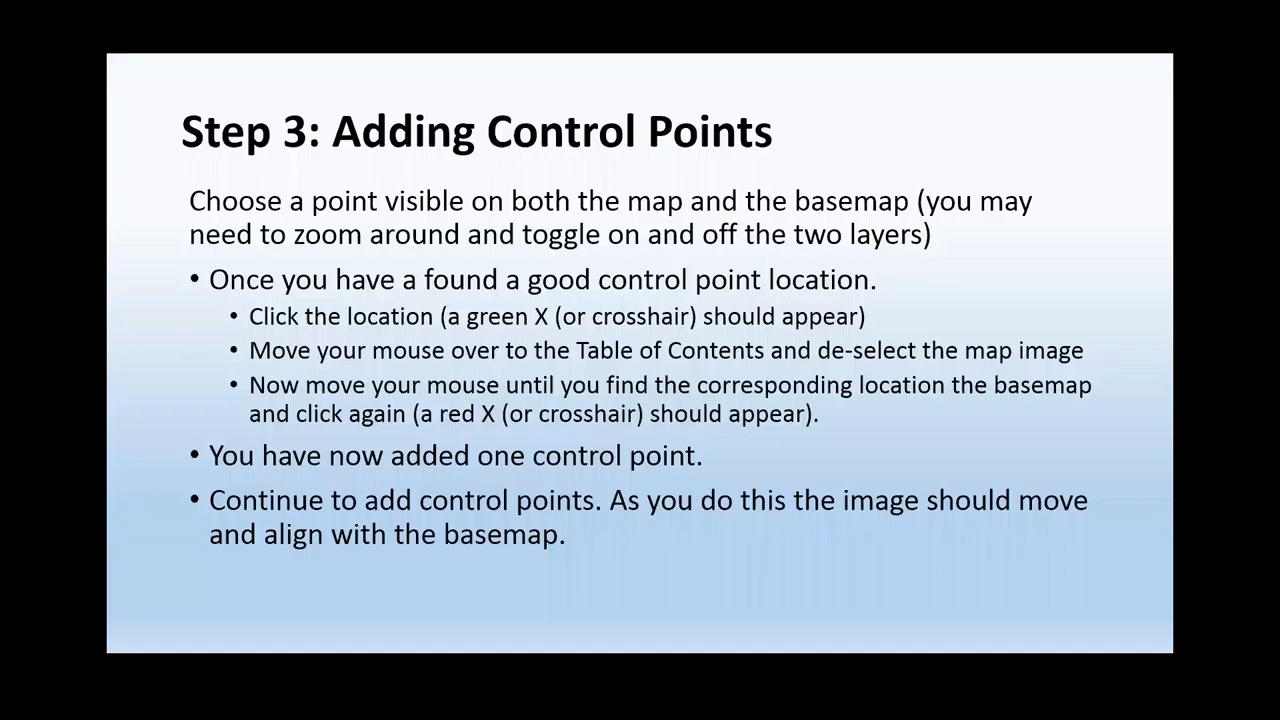 Step 3: Adding Control Points
Choose a point visible on both the map and the basemap (you may
need to zoom around and toggle on and off the two layers)
• Once you have a found a good control point location.
• Click the location (a green X (or crosshair) should appear)
• Move your mouse over to the Table of Contents and de-select the map image
• Now move your mouse until you find the corresponding location the basemap
and click again (a red X (or crosshair) should appear).
• You have now added one control point.
• Continue to add control points. As you do this the image should move
and align with the basemap.